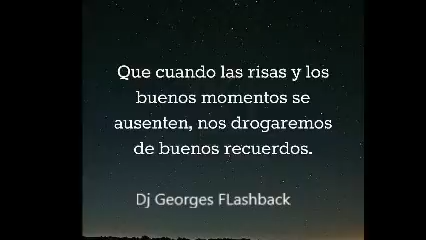 Que cuando las risas y los
buenos momentos se
ausenten, nos drogaremos
de buenos recuerdos.
Dj Georges FLashback